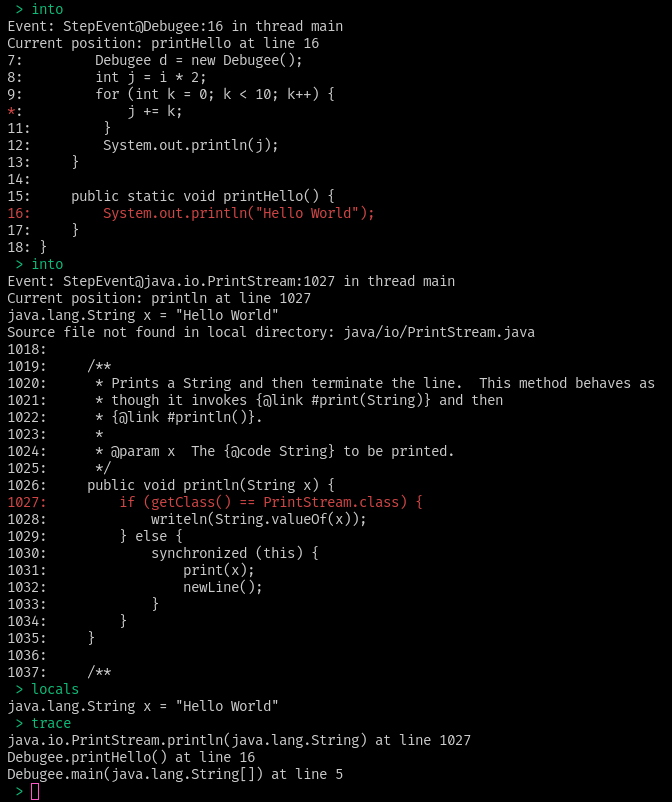 > into
Event: StepEvent@Debugee:16 in thread main
Current position: printHello at line 16
7:         Debugee d = new Debugee();
8:         int j = i * 2;
9:         for (int k = 0; k < 10; k++) {
*:             j += k;
11:         }
12:         System.out.println(j);
13:     }
14:
15:     public static void printHello() {
16:         System.out.println("Hello World");
17:     }
18: }
> into
Event: StepEvent@java.io.PrintStream:1027 in thread main
Current position: println at line 1027
java.lang.String x = "Hello World"
Source file not found in local directory: java/io/PrintStream.java
1018:
1019:     /**
1020:      * Prints a String and then terminate the line.  This method behaves as
1021:      * though it invokes {@link #print(String)} and then
1022:      * {@link #println()}.
1023:      *
1024:      * @param x  The {@code String} to be printed.
1025:      */
1026:     public void println(String x) {
1027:         if (getClass() == PrintStream.class) {
1028:             writeln(String.valueOf(x));
1029:         } else {
1030:             synchronized (this) {
1031:                 print(x);
1032:                 newLine();
1033:             }
1034:         }
1035:     }
1036:
1037:     /**
> locals
java.lang.String x = "Hello World"
> trace
java.io.PrintStream.println(java.lang.String) at line 1027
Debugee.printHello() at line 16
Debugee.main(java.lang.String[]) at line 5
>